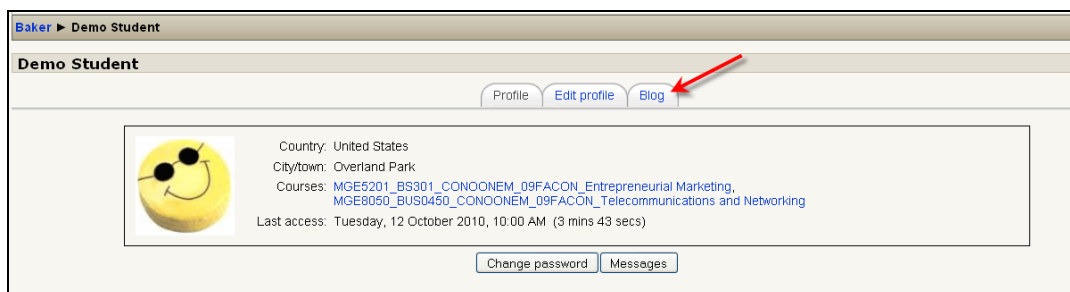 Baker ► Demo Student
Demo Student
Profile Edit profile Blog
Country: United States
City/town: Overland Park
Courses: MGE5201_BS301_CONOONEM_09FACON_Entrepreneurial Marketing,
MGE8050_BUS0450_CONOONEM_09FACON_Telecommunications and Networking
Last access: Tuesday, 12 October 2010, 10:00 AM (3 mins 43 secs)
Change password Messages